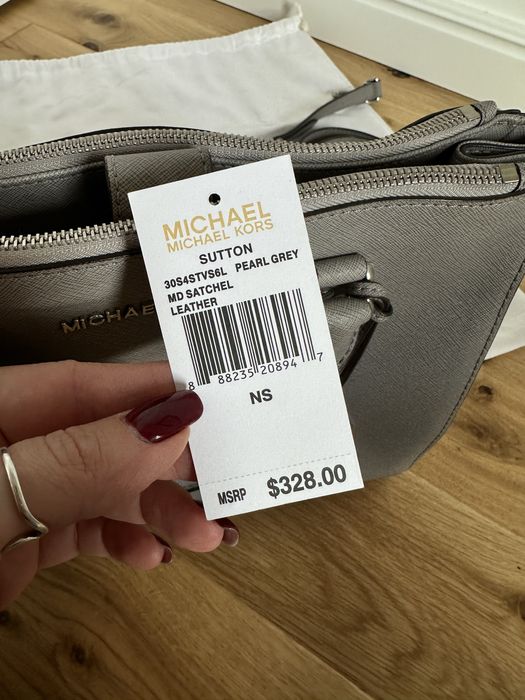 MICHAEL
MICHAEL KORS
SUTTON
30S4STVS6L PEARL GREY
MD SATCHEL
LEATHER
8 88235 20894 7
NS
MSRP $328.00
MICHAE